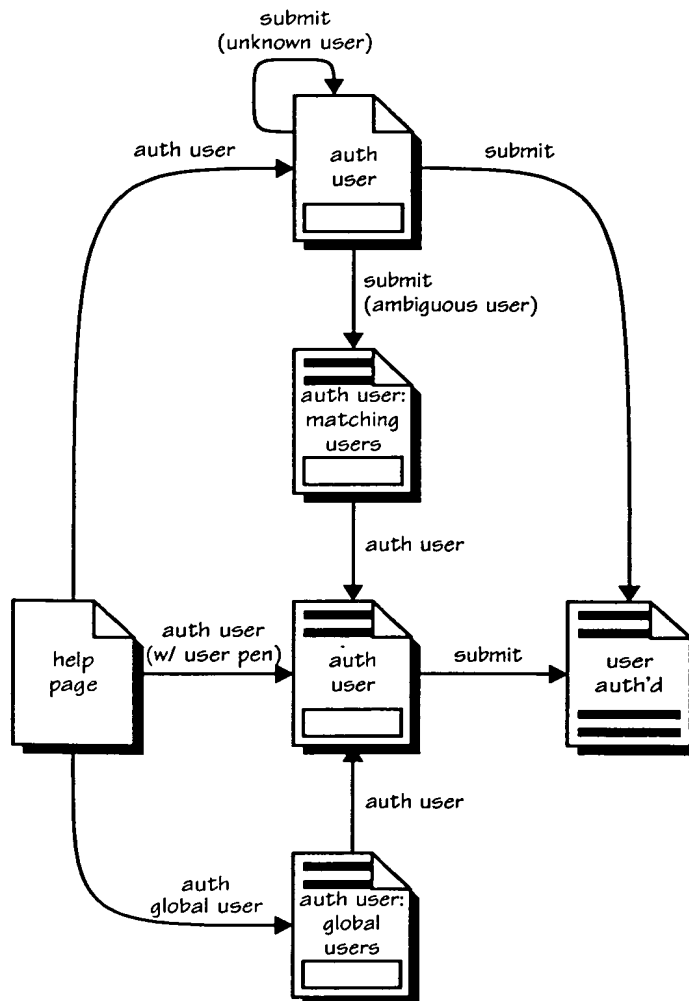 submit
(unknown user)
auth user
auth
user
submit
submit
(ambiguous user)
auth user:
matching
users
auth user
help
page
auth user
(w/ user pen)
auth
user
submit
user
auth'd
auth user
auth
global user
auth user:
global
users